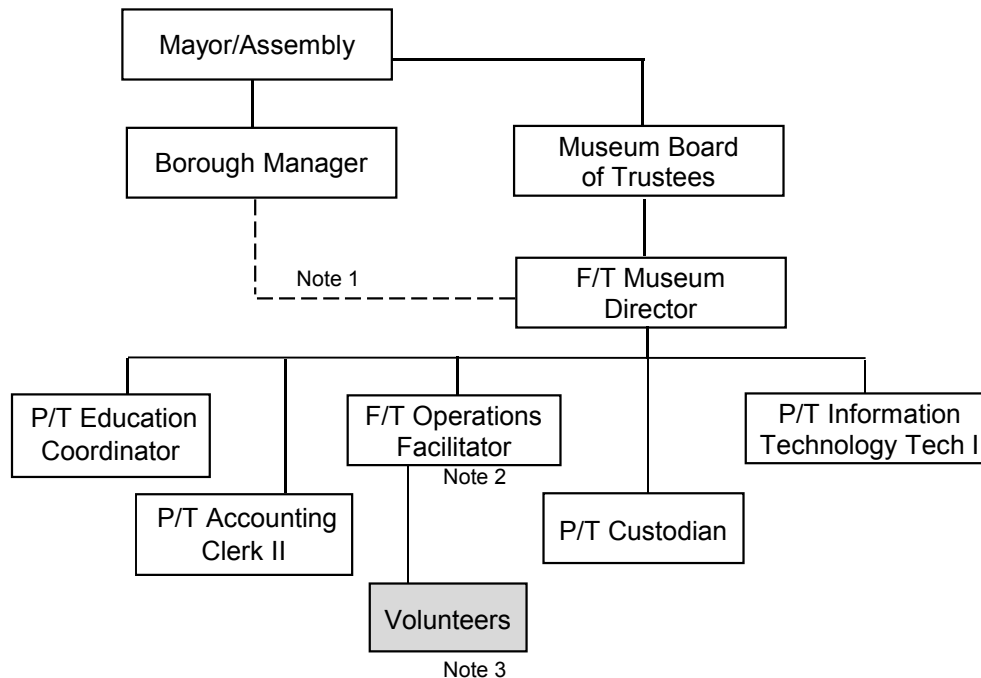 Mayor/Assembly
Borough Manager
Museum Board
of Trustees
Note 1
F/T Museum
Director
P/T Education
Coordinator
F/T Operations
Facilitator
P/T Information
Technology Tech I
Note 2
P/T Accounting
Clerk II
P/T Custodian
Volunteers
Note 3